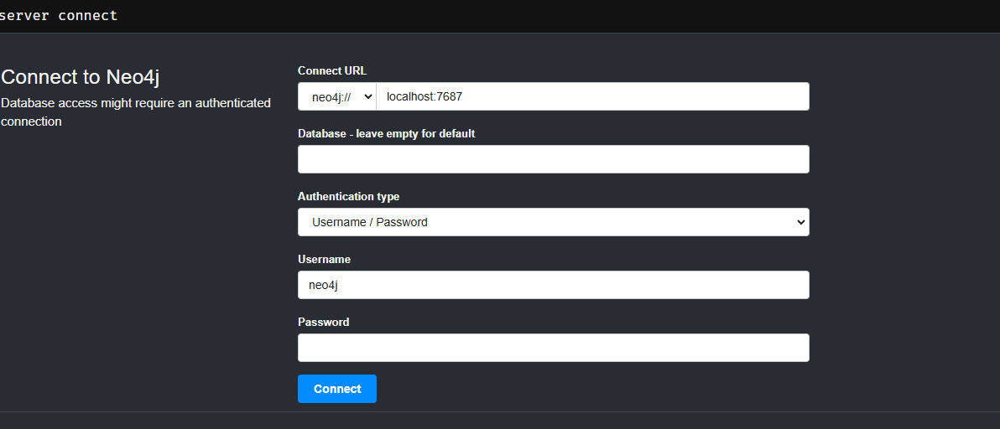 server connect
Connect to Neo4j
Database access might require an authenticated
connection
Connect URL
neo4j:// localhost:7687
Database - leave empty for default
Authentication type
Username / Password
Username
neo4j
Password
Connect